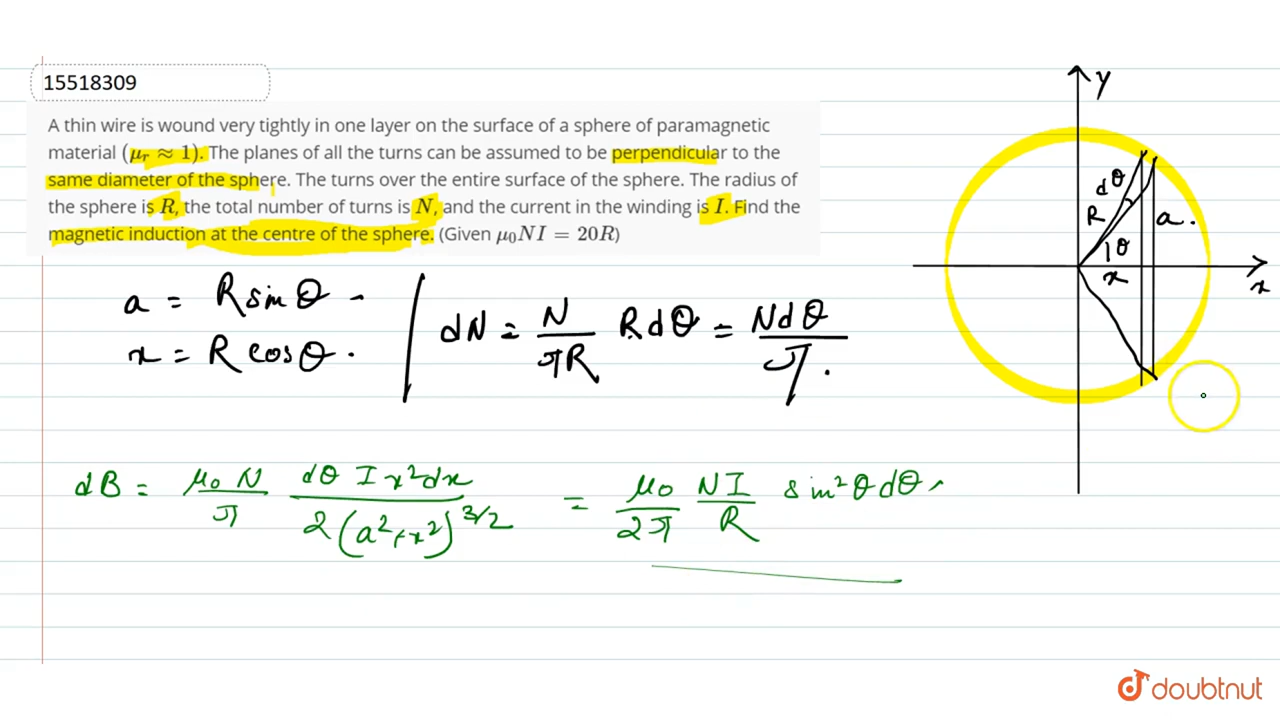 15518309
A thin wire is wound very tightly in one layer on the surface of a sphere of paramagnetic
material (μr ≈ 1). The planes of all the turns can be assumed to be perpendicular to the
same diameter of the sphere. The turns over the entire surface of the sphere. The radius of
the sphere is R, the total number of turns is N, and the current in the winding is I. Find the
magnetic induction at the centre of the sphere. (Given μ0NI = 20R)
a = R sin θ
x = R cos θ.
dN = N/πR R dθ = N dθ/π.
dB = μ0 N/π dθ I x² dx / 2(a² + x²)^3/2 = μ0/2π NI/R sin² θ dθ
y
dθ
R
a.
θ
x
x
doubtnut